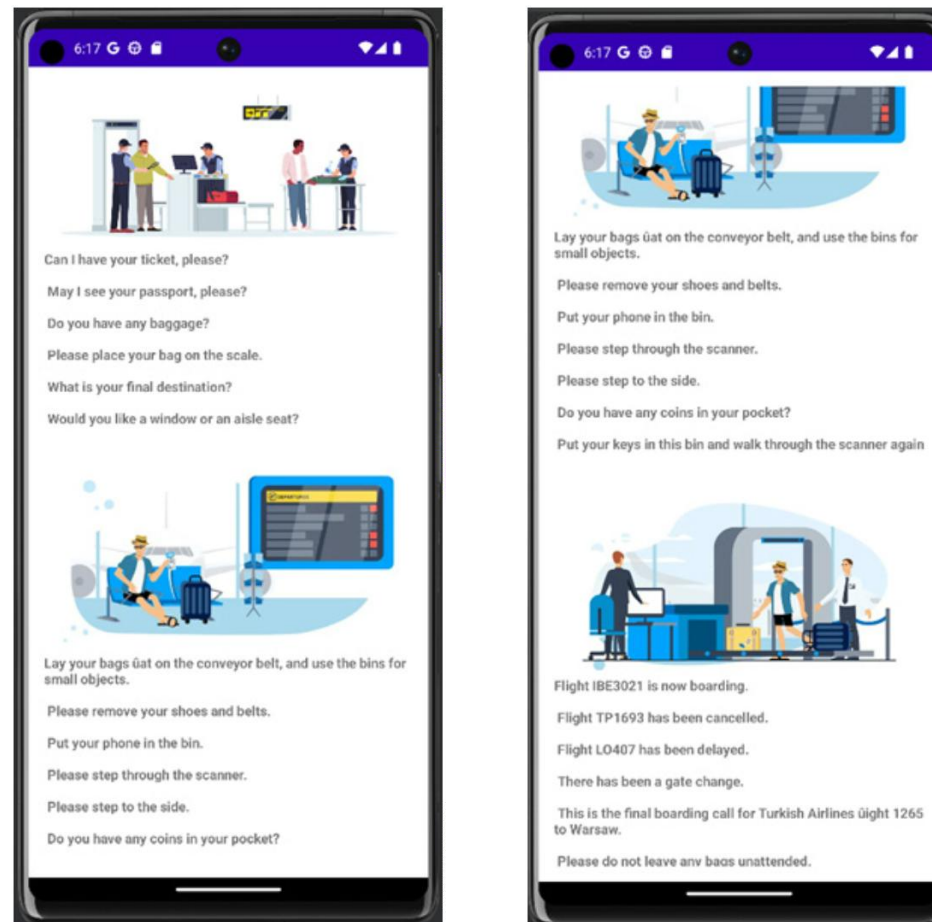 6:17 G
Can I have your ticket, please?
May I see your passport, please?
Do you have any baggage?
Please place your bag on the scale.
What is your final destination?
Would you like a window or an aisle seat?
DEPARTURES
Lay your bags ûat on the conveyor belt, and use the bins for
small objects.
Please remove your shoes and belts.
Put your phone in the bin.
Please step through the scanner.
Please step to the side.
Do you have any coins in your pocket?
6:17 G
Lay your bags ûat on the conveyor belt, and use the bins for
small objects.
Please remove your shoes and belts.
Put your phone in the bin.
Please step through the scanner.
Please step to the side.
Do you have any coins in your pocket?
Put your keys in this bin and walk through the scanner again
Flight IBE3021 is now boarding.
Flight TP1693 has been cancelled.
Flight LO407 has been delayed.
There has been a gate change.
This is the final boarding call for Turkish Airlines ûight 1265
to Warsaw.
Please do not leave any bags unattended.